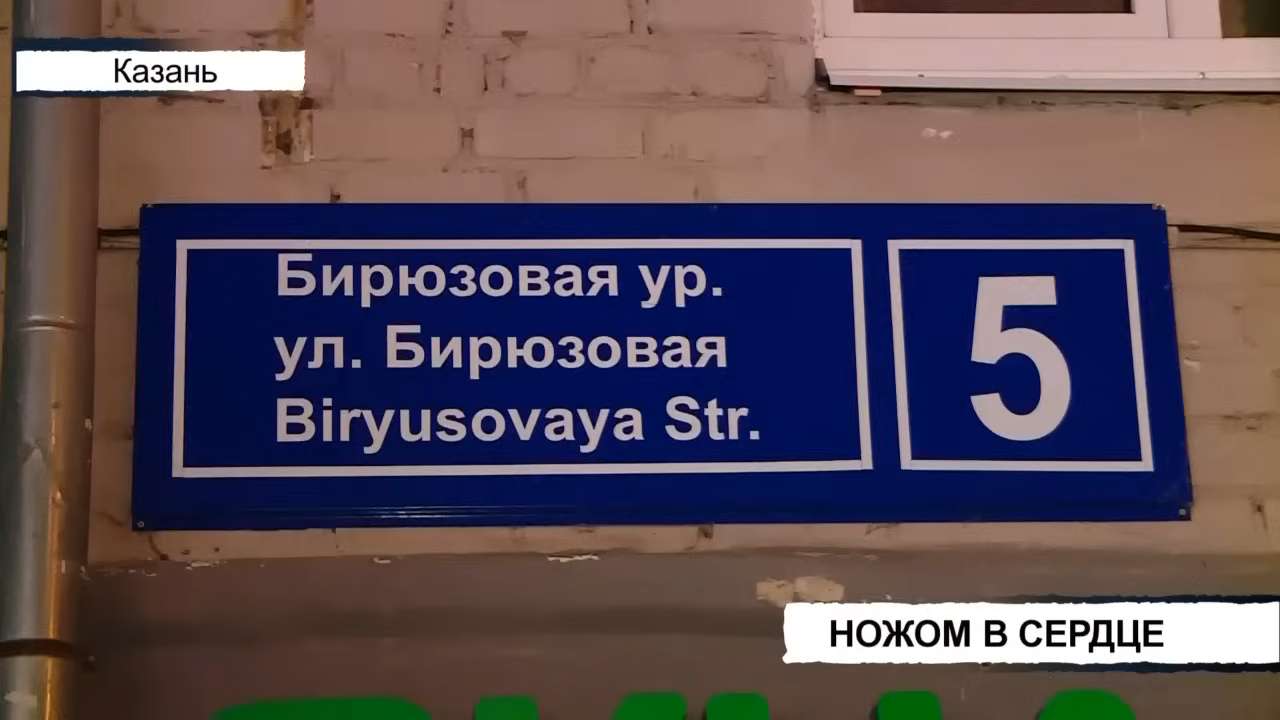 Казань
Бирюзовая ур.
ул. Бирюзовая
Biryusovaya Str.
5
НОЖОМ В СЕРДЦЕ